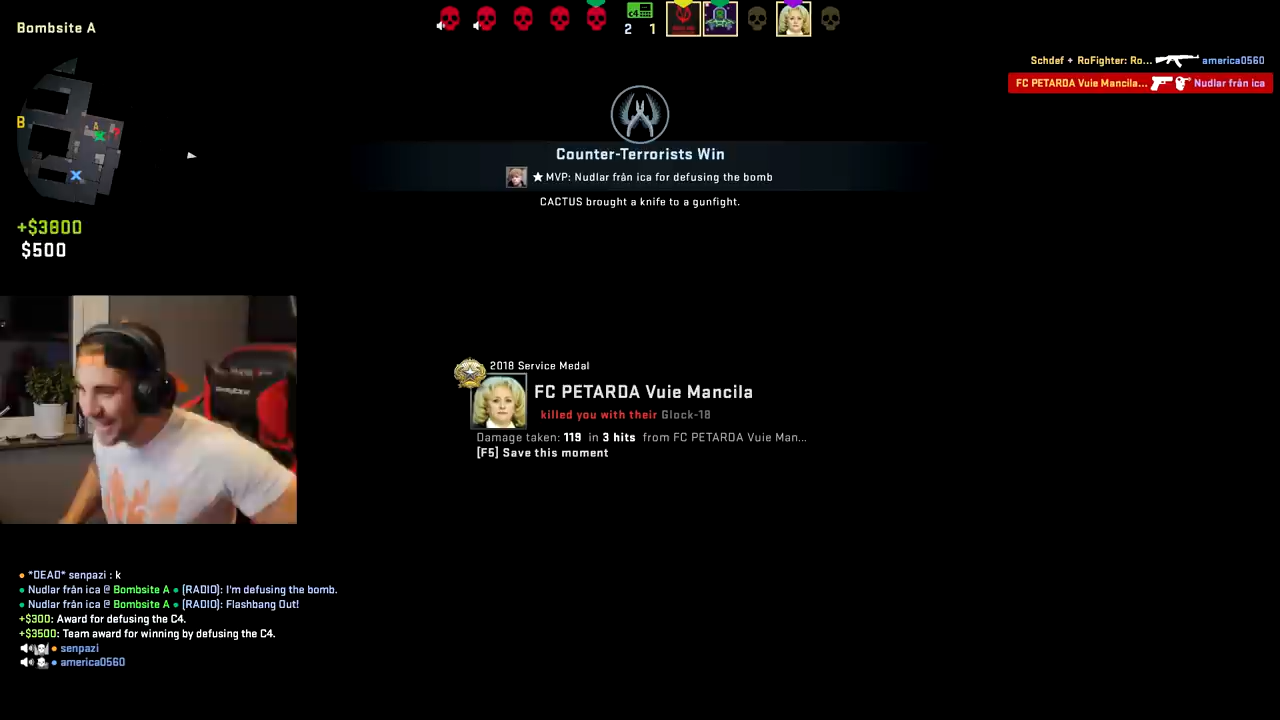 Bombsite A
2 1
Schdef + RoFighter: Ro... america0560
FC PETARDA Vuie Mancila... Nudlar från ica
B
A
Counter-Terrorists Win
★ MVP: Nudlar från ica for defusing the bomb
CACTUS brought a knife to a gunfight.
+$3800
$500
2018 Service Medal
FC PETARDA Vuie Mancila
killed you with their Glock-18
Damage taken: 119 in 3 hits from FC PETARDA Vuie Man...
[F5] Save this moment
*DEAD* senpazi : k
Nudlar från ica @ Bombsite A (RADIO): I'm defusing the bomb.
Nudlar från ica @ Bombsite A (RADIO): Flashbang Out!
+$300: Award for defusing the C4.
+$3500: Team award for winning by defusing the C4.
senpazi
america0560